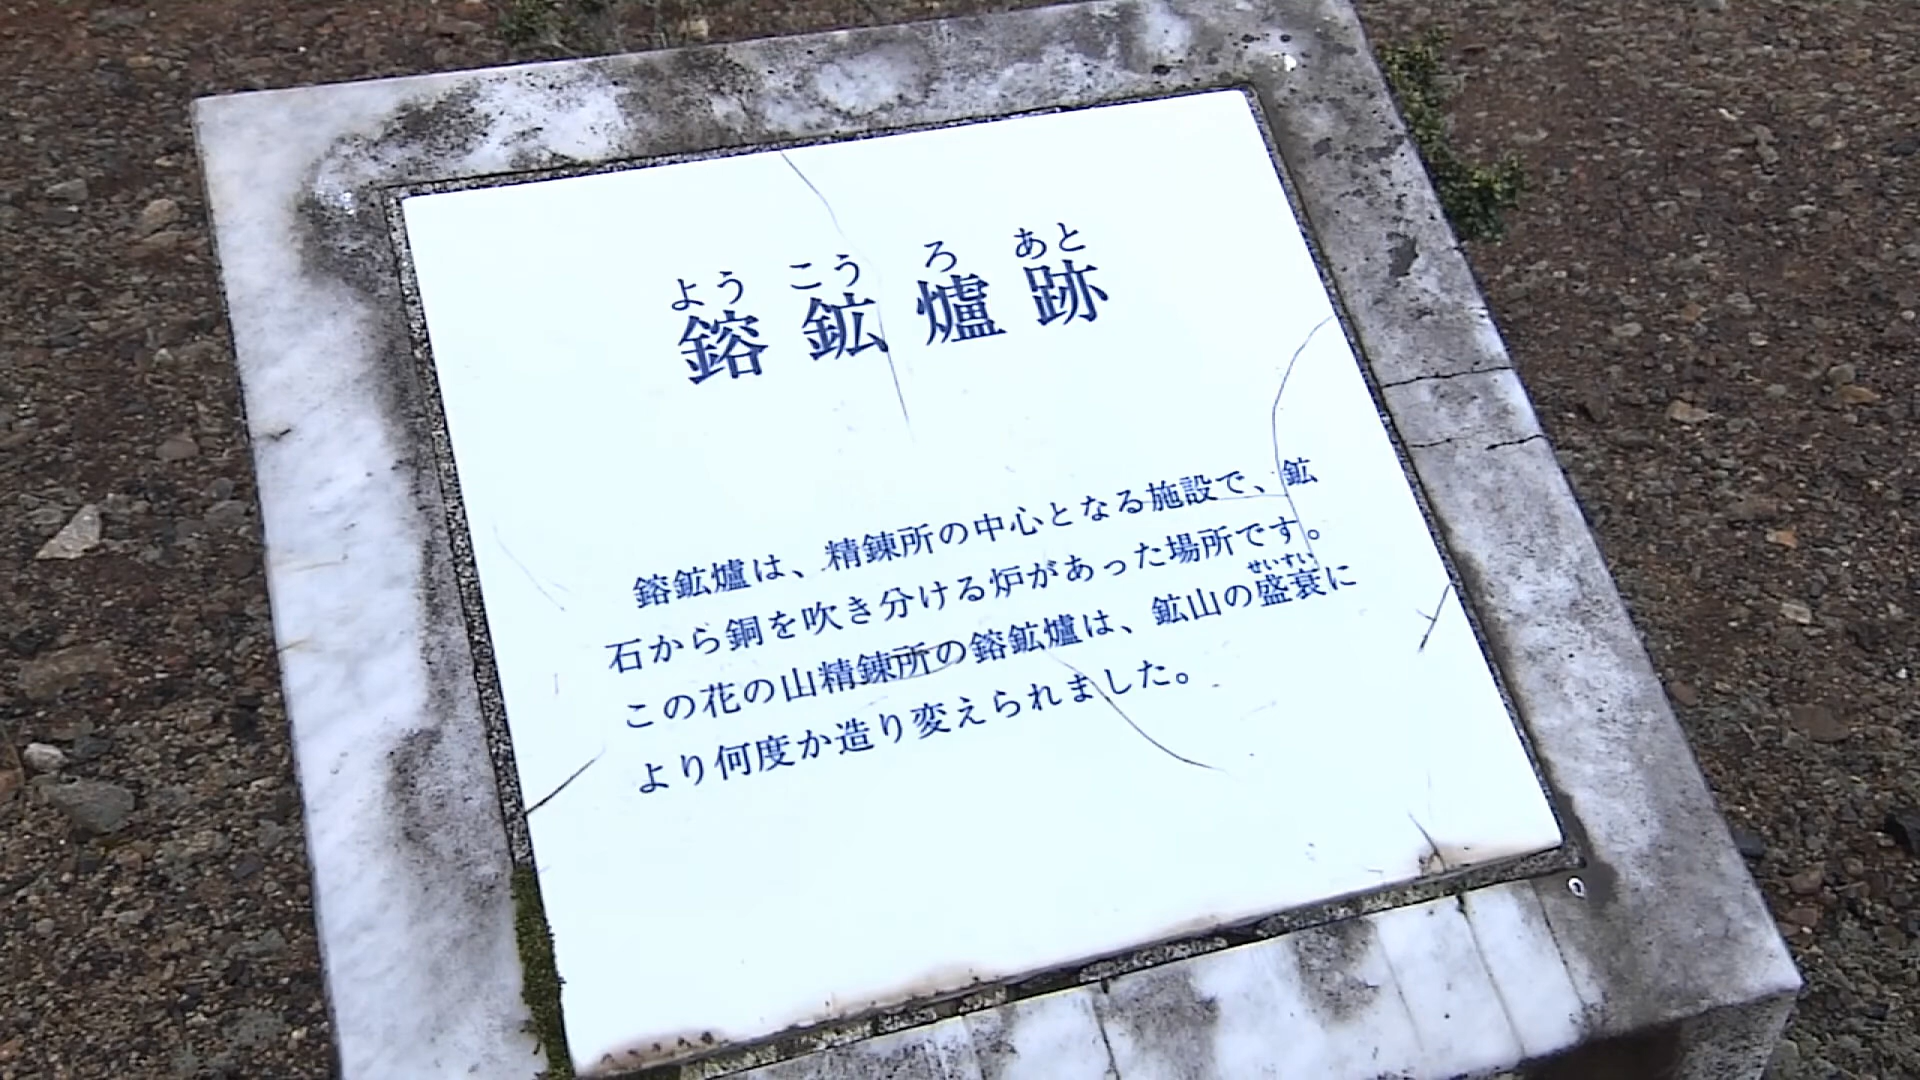 よう こう ろ あと
鎔鉱爐跡
鎔鉱爐は、精錬所の中心となる施設で、鉱
石から銅を吹き分ける炉があった場所です。
せいすい
この花の山精錬所の鎔鉱爐は、鉱山の盛衰に
より何度か造り変えられました。